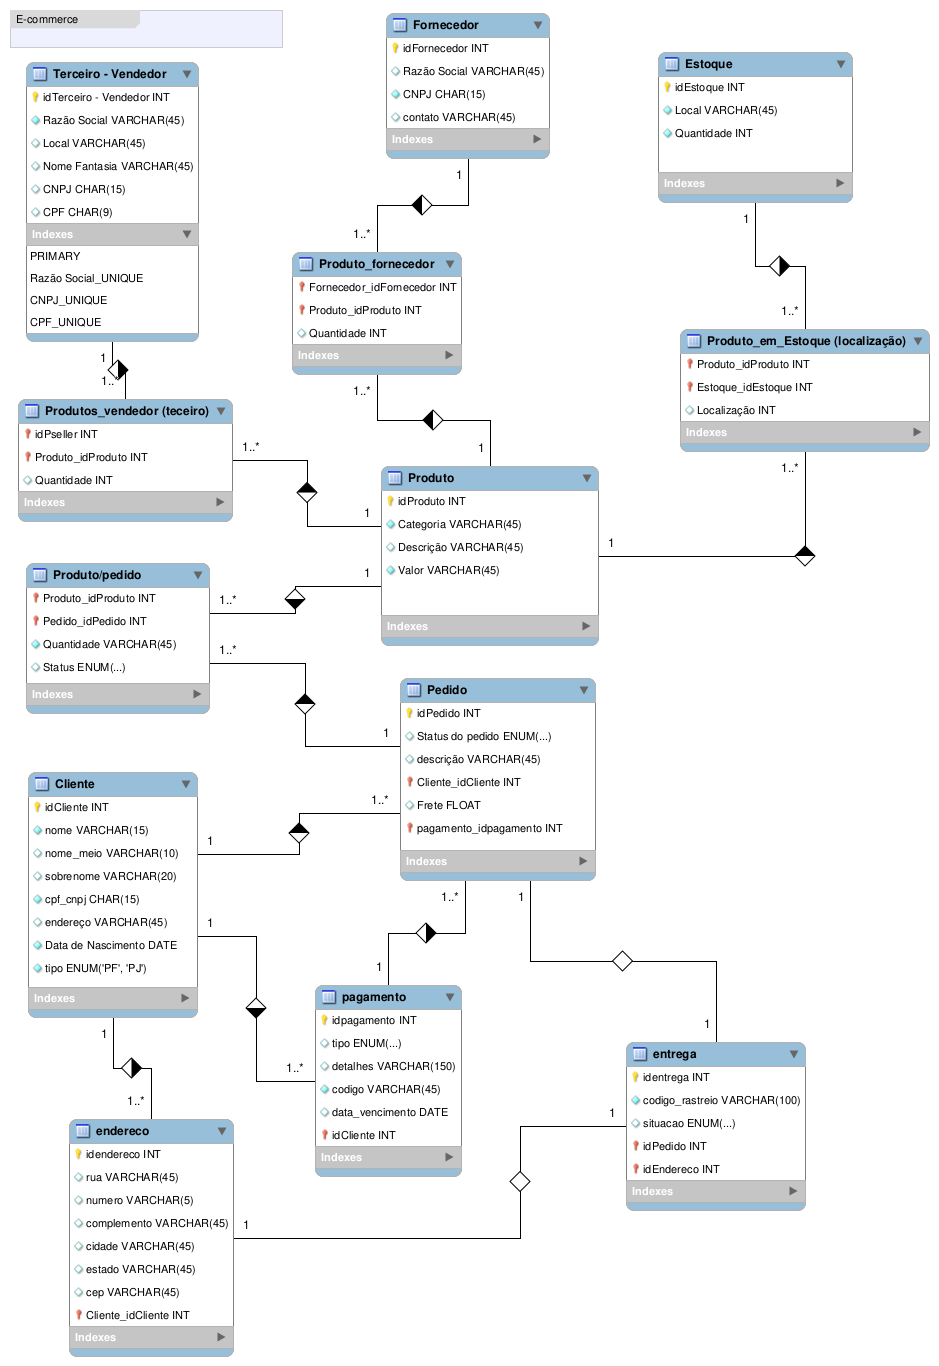 E-commerce
Terceiro - Vendedor
idTerceiro - Vendedor INT
Razão Social VARCHAR(45)
Local VARCHAR(45)
Nome Fantasia VARCHAR(45)
CNPJ CHAR(15)
CPF CHAR(9)
Indexes
PRIMARY
Razão Social_UNIQUE
CNPJ_UNIQUE
CPF_UNIQUE
Fornecedor
idFornecedor INT
Razão Social VARCHAR(45)
CNPJ CHAR(15)
contato VARCHAR(45)
Indexes
Estoque
idEstoque INT
Local VARCHAR(45)
Quantidade INT
Indexes
1
1..*
1
1..*
1
1..*
Produto_fornecedor
Fornecedor_idFornecedor INT
Produto_idProduto INT
Quantidade INT
Indexes
Produto_em_Estoque (localização)
Produto_idProduto INT
Estoque_idEstoque INT
Localização INT
Indexes
Produtos_vendedor (teceiro)
idPseller INT
Produto_idProduto INT
Quantidade INT
Indexes
1..*
1
1..*
1
1..*
1
Produto
idProduto INT
Categoria VARCHAR(45)
Descrição VARCHAR(45)
Valor VARCHAR(45)
Indexes
Produto/pedido
Produto_idProduto INT
Pedido_idPedido INT
Quantidade VARCHAR(45)
Status ENUM(...)
Indexes
1..*
1
1..*
1
Pedido
idPedido INT
Status do pedido ENUM(...)
descrição VARCHAR(45)
Cliente_idCliente INT
Frete FLOAT
pagamento_idpagamento INT
Indexes
Cliente
idCliente INT
nome VARCHAR(15)
nome_meio VARCHAR(10)
sobrenome VARCHAR(20)
cpf_cnpj CHAR(15)
endereço VARCHAR(45)
Data de Nascimento DATE
tipo ENUM('PF', 'PJ')
Indexes
1
1..*
1
1..*
1..*
1
1
1
1
1..*
pagamento
idpagamento INT
tipo ENUM(...)
detalhes VARCHAR(150)
codigo VARCHAR(45)
data_vencimento DATE
idCliente INT
Indexes
entrega
identrega INT
codigo_rastreio VARCHAR(100)
situacao ENUM(...)
idPedido INT
idEndereco INT
Indexes
endereco
idendereco INT
rua VARCHAR(45)
numero VARCHAR(5)
complemento VARCHAR(45)
cidade VARCHAR(45)
estado VARCHAR(45)
cep VARCHAR(45)
Cliente_idCliente INT
Indexes
1
1